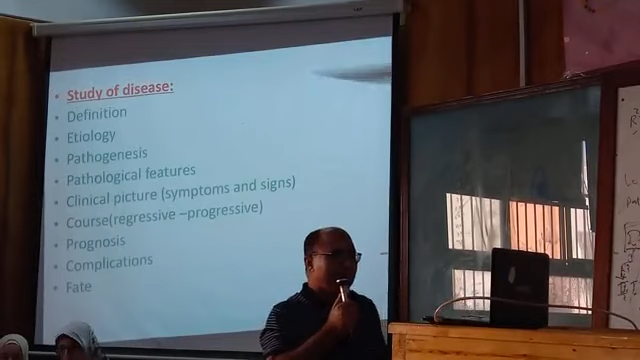 Study of disease:
Definition
Etiology
Pathogenesis
Pathological features
Clinical picture (symptoms and signs)
Course(regressive –progressive)
Prognosis
Complications
Fate